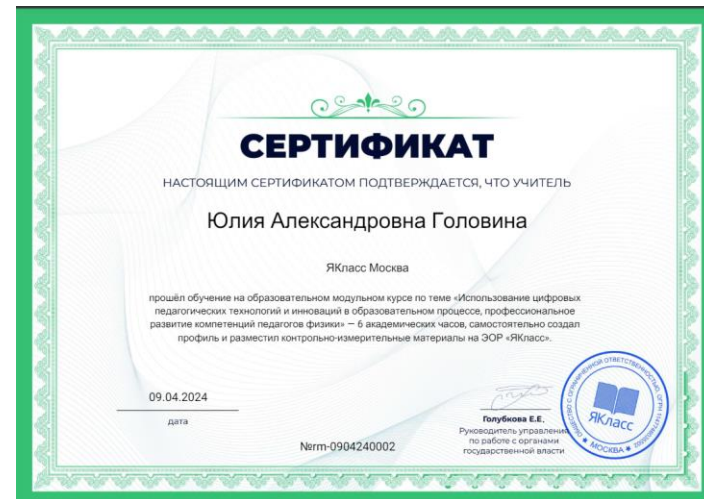 СЕРТИФИКАТ
НАСТОЯЩИМ СЕРТИФИКАТОМ ПОДТВЕРЖДАЕТСЯ, ЧТО УЧИТЕЛЬ
Юлия Александровна Головина
ЯКласс Москва
прошёл обучение на образовательном модульном курсе по теме «Использование цифровых
педагогических технологий и инноваций в образовательном процессе, профессиональное
развитие компетенций педагогов физики» — 6 академических часов, самостоятельно создал
профиль и разместил контрольно-измерительные материалы на ЭОР «ЯКласс».
09.04.2024
дата
№rm-0904240002
Голубкова Е.Е.
Руководитель управления
по работе с органами
государственной власти
ЯКласс
ОБЩЕСТВО С ОГРАНИЧЕННОЙ ОТВЕТСТВЕННОСТЬЮ
МОСКВА